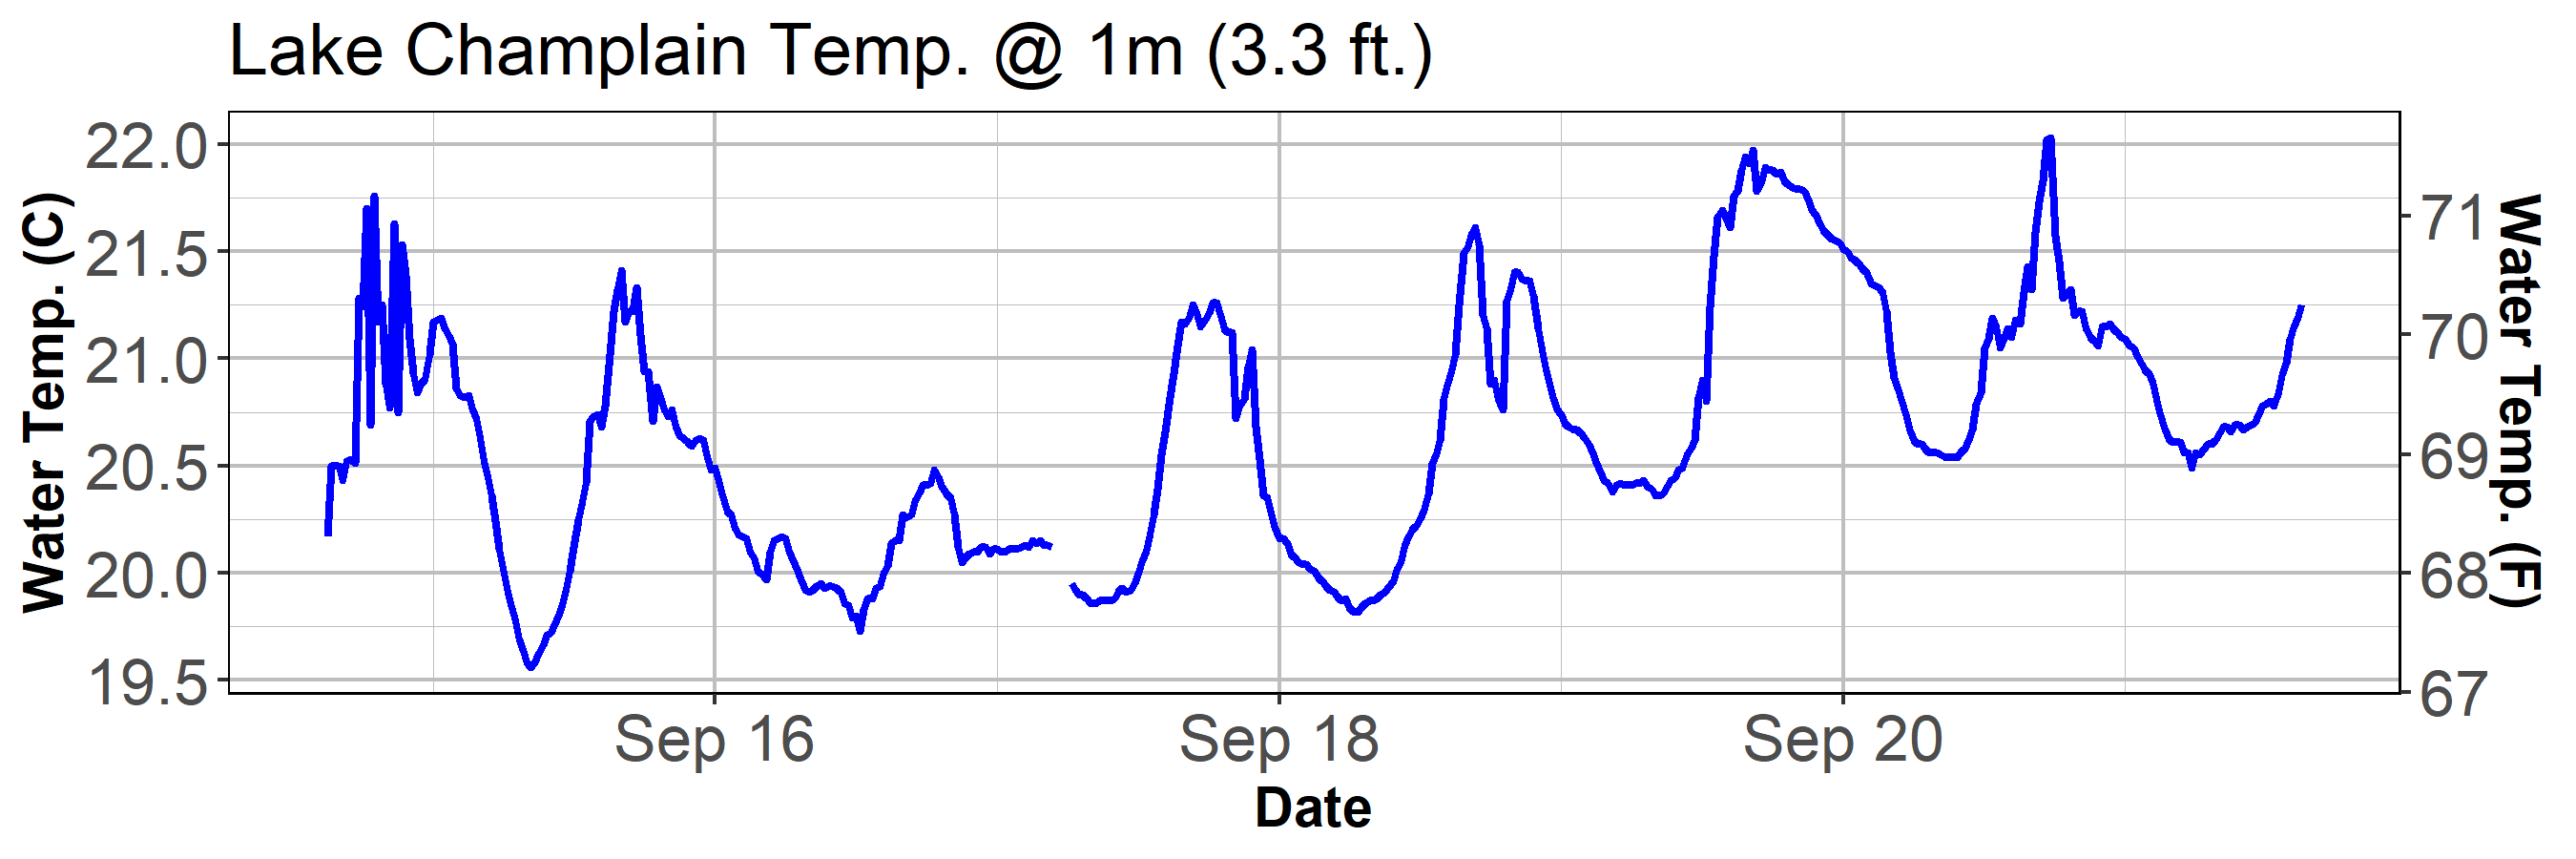 Lake Champlain Temp. @ 1m (3.3 ft.)
Water Temp. (C)
22.0
21.5
21.0
20.5
20.0
19.5
71
70
69
68
67
Water Temp. (F)
Sep 16
Sep 18
Sep 20
Date